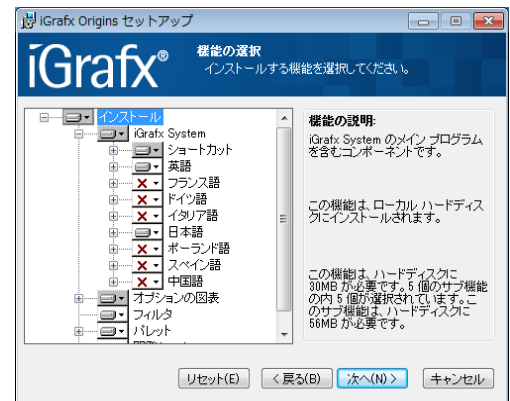 iGrafx Origins セットアップ
iGrafx®
機能の選択
インストールする機能を選択してください。
インストール
iGrafx System
ショートカット
英語
フランス語
ドイツ語
イタリア語
日本語
ポーランド語
スペイン語
中国語
オプションの図表
フィルタ
パレット
機能の説明:
iGrafx System のメイン プログラム
を含むコンポーネントです。
この機能は、ローカル ハードディス
クにインストールされます。
この機能は、ハードディスクに
30MB が必要です。5 個のサブ機能
の内 5 個が選択されています。こ
のサブ機能は、ハードディスクに
56MB が必要です。
リセット(E)
< 戻る(B)
次へ(N) >
キャンセル